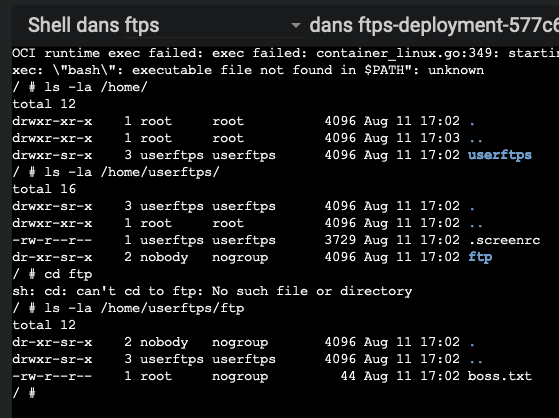 Shell dans ftps dans ftps-deployment-577c6
OCI runtime exec failed: exec failed: container_linux.go:349: startin
xec: \"bash\": executable file not found in $PATH": unknown
/ # ls -la /home/
total 12
drwxr-xr-x    1 root     root          4096 Aug 11 17:02 .
drwxr-xr-x    1 root     root          4096 Aug 11 17:03 ..
drwxr-sr-x    3 userftps userftps      4096 Aug 11 17:02 userftps
/ # ls -la /home/userftps/
total 16
drwxr-sr-x    3 userftps userftps      4096 Aug 11 17:02 .
drwxr-xr-x    1 root     root          4096 Aug 11 17:02 ..
-rw-r--r--    1 userftps userftps      3729 Aug 11 17:02 .screenrc
dr-xr-sr-x    2 nobody   nogroup       4096 Aug 11 17:02 ftp
/ # cd ftp
sh: cd: can't cd to ftp: No such file or directory
/ # ls -la /home/userftps/ftp
total 12
dr-xr-sr-x    2 nobody   nogroup       4096 Aug 11 17:02 .
drwxr-sr-x    3 userftps userftps      4096 Aug 11 17:02 ..
-rw-r--r--    1 root     nogroup         44 Aug 11 17:02 boss.txt
/ #